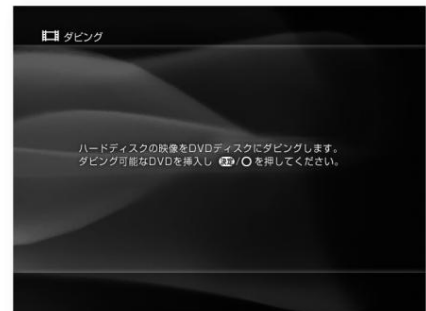 ダビング
ハードディスクの映像をDVDディスクにダビングします。
ダビング可能なDVDを挿入し 決定/○ を押してください。